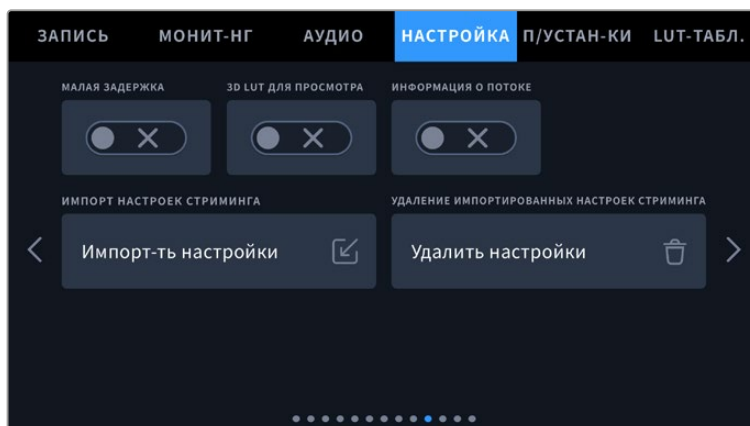 ЗАПИСЬ МОНИТ-НГ АУДИО НАСТРОЙКА П/УСТАН-КИ LUT-ТАБЛ.
МАЛАЯ ЗАДЕРЖКА 3D LUT ДЛЯ ПРОСМОТРА ИНФОРМАЦИЯ О ПОТОКЕ
ИМПОРТ НАСТРОЕК СТРИМИНГА УДАЛЕНИЕ ИМПОРТИРОВАННЫХ НАСТРОЕК СТРИМИНГА
Импорт-ть настройки Удалить настройки